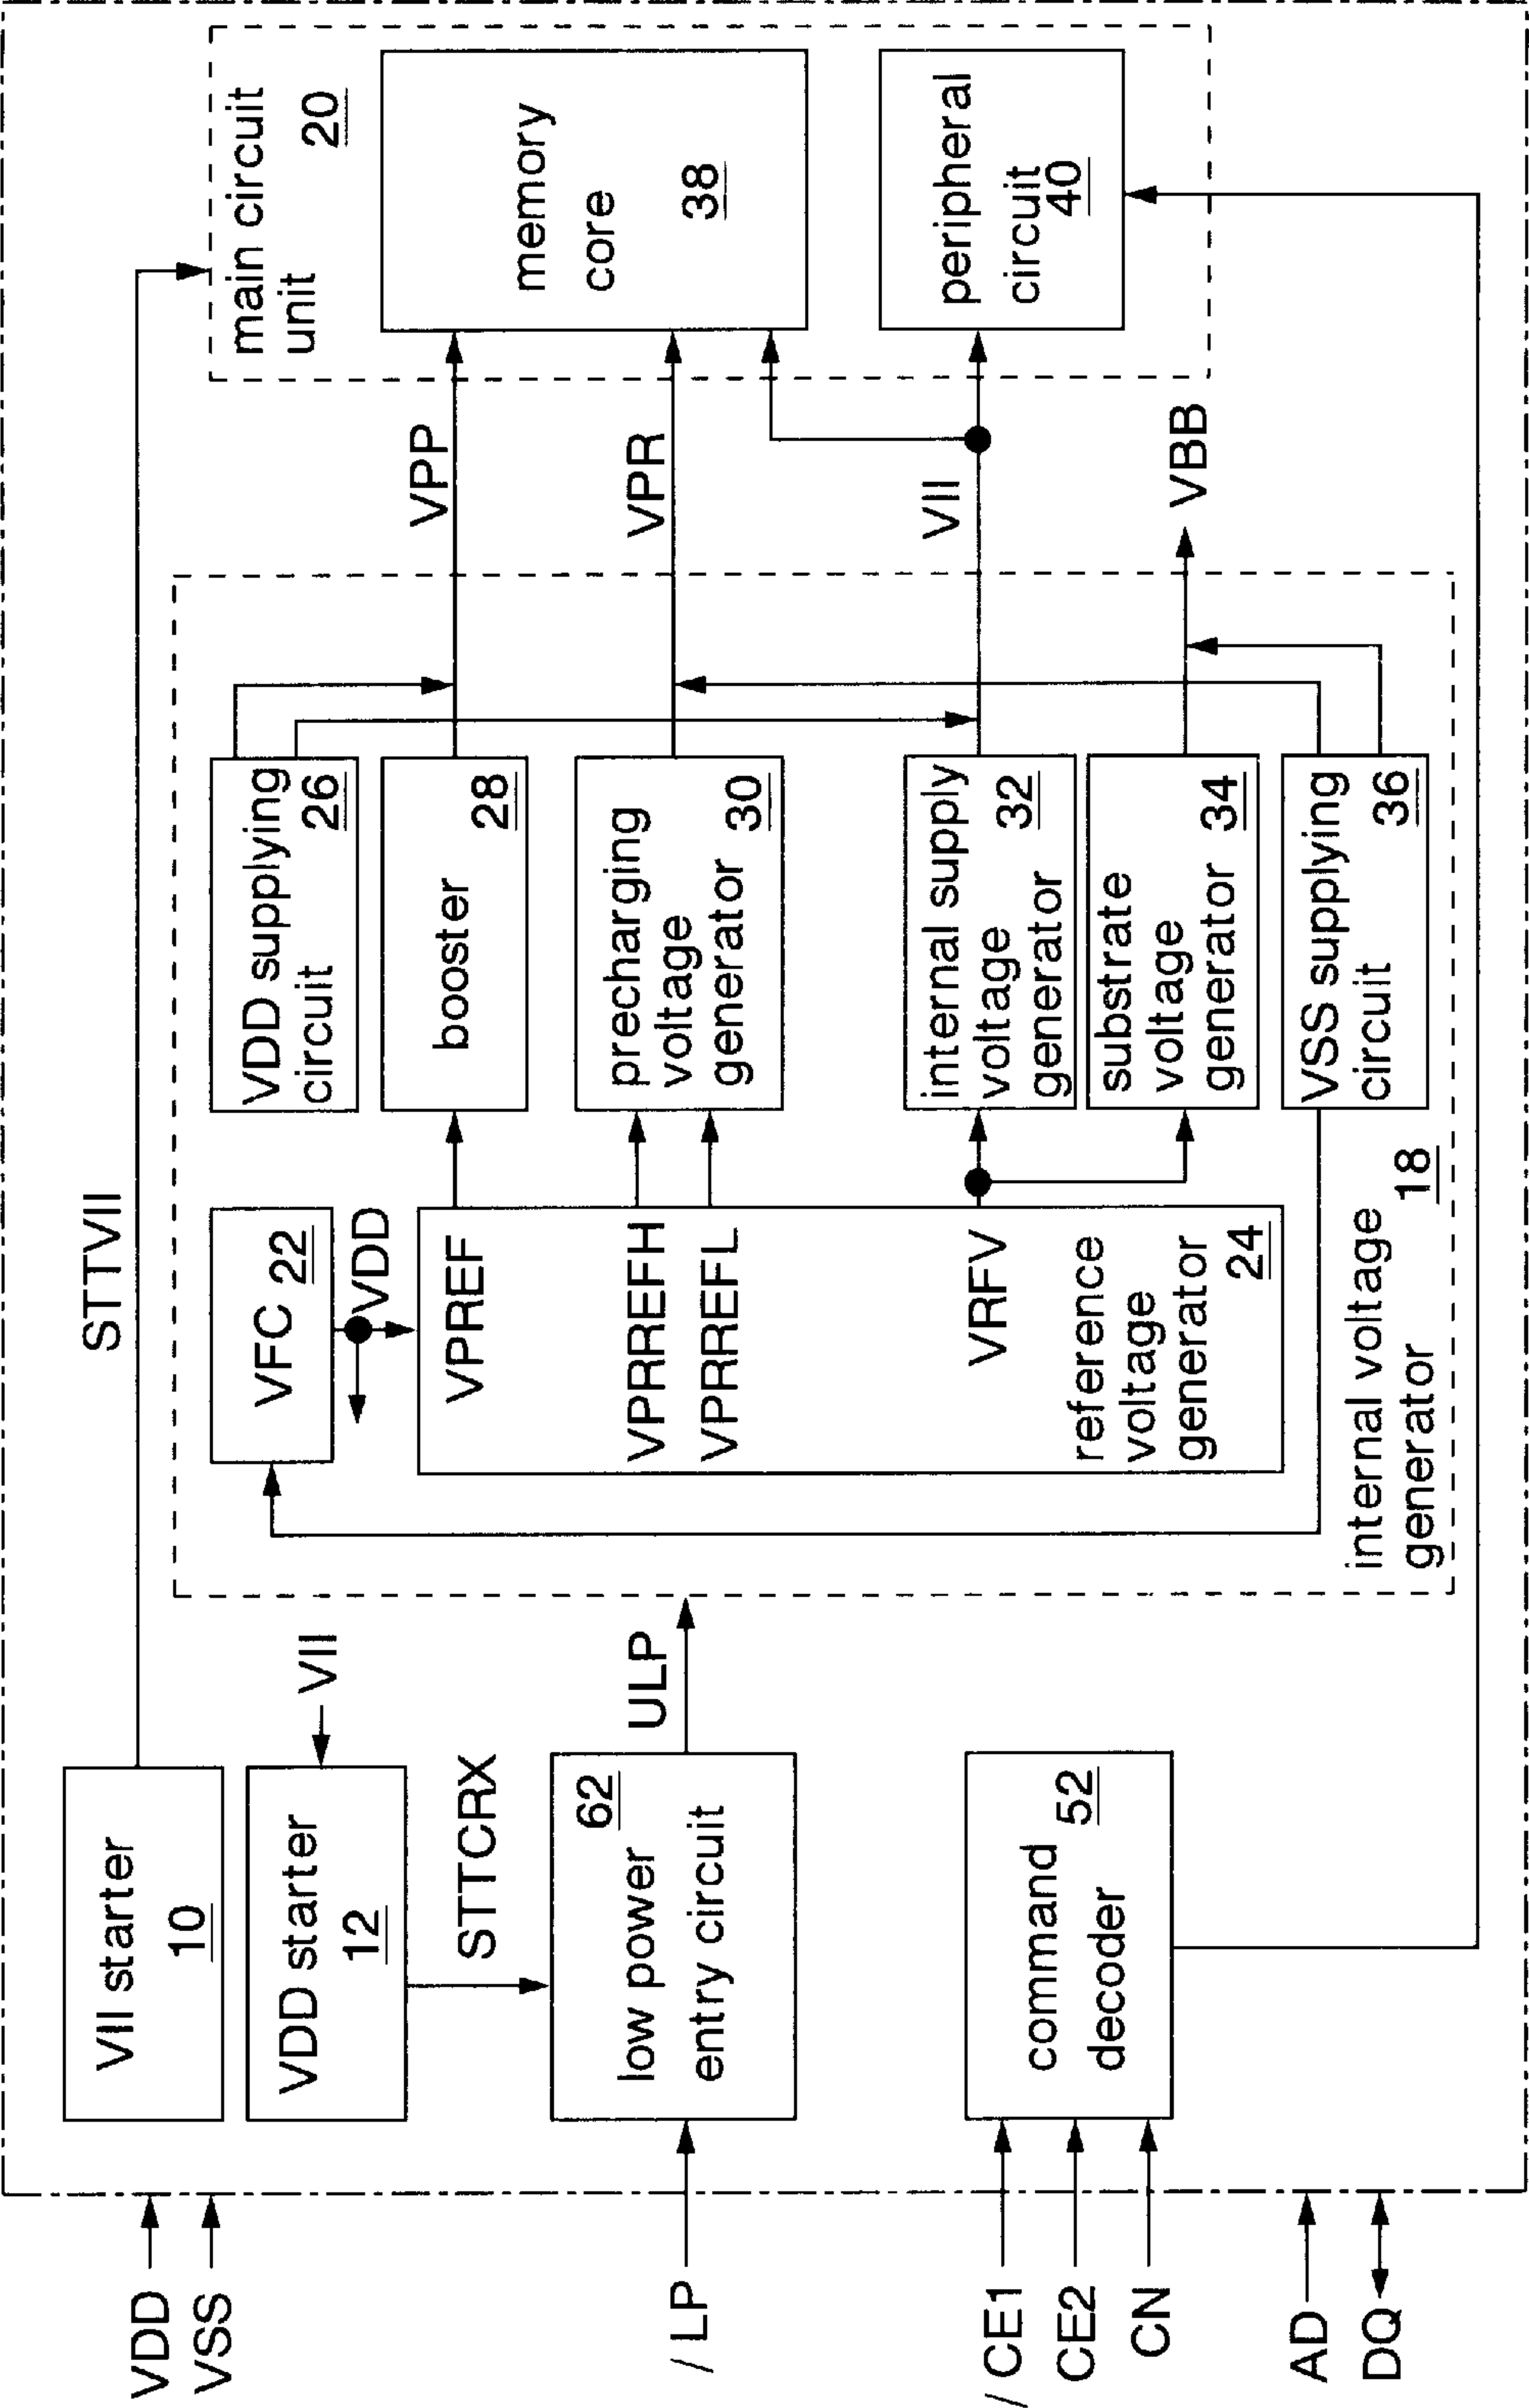 VDD
VSS
/ LP
/ CE1
CE2
CN
AD
DQ
VII starter
10
VDD starter
12
VII
STTCRX
62
low power
entry circuit
ULP
command
decoder
52
STTVII
VFC 22
VDD
VPREF
VPRREFH
VPRREFL
VRFV
reference
voltage
generator
24
internal voltage
generator
18
VDD supplying
circuit
26
booster
28
precharging
voltage
generator
30
internal supply
voltage
generator
32
substrate
voltage
generator
34
VSS supplying
circuit
36
VPP
VPR
VII
VBB
main circuit
unit
20
memory
core
38
peripheral
circuit
40